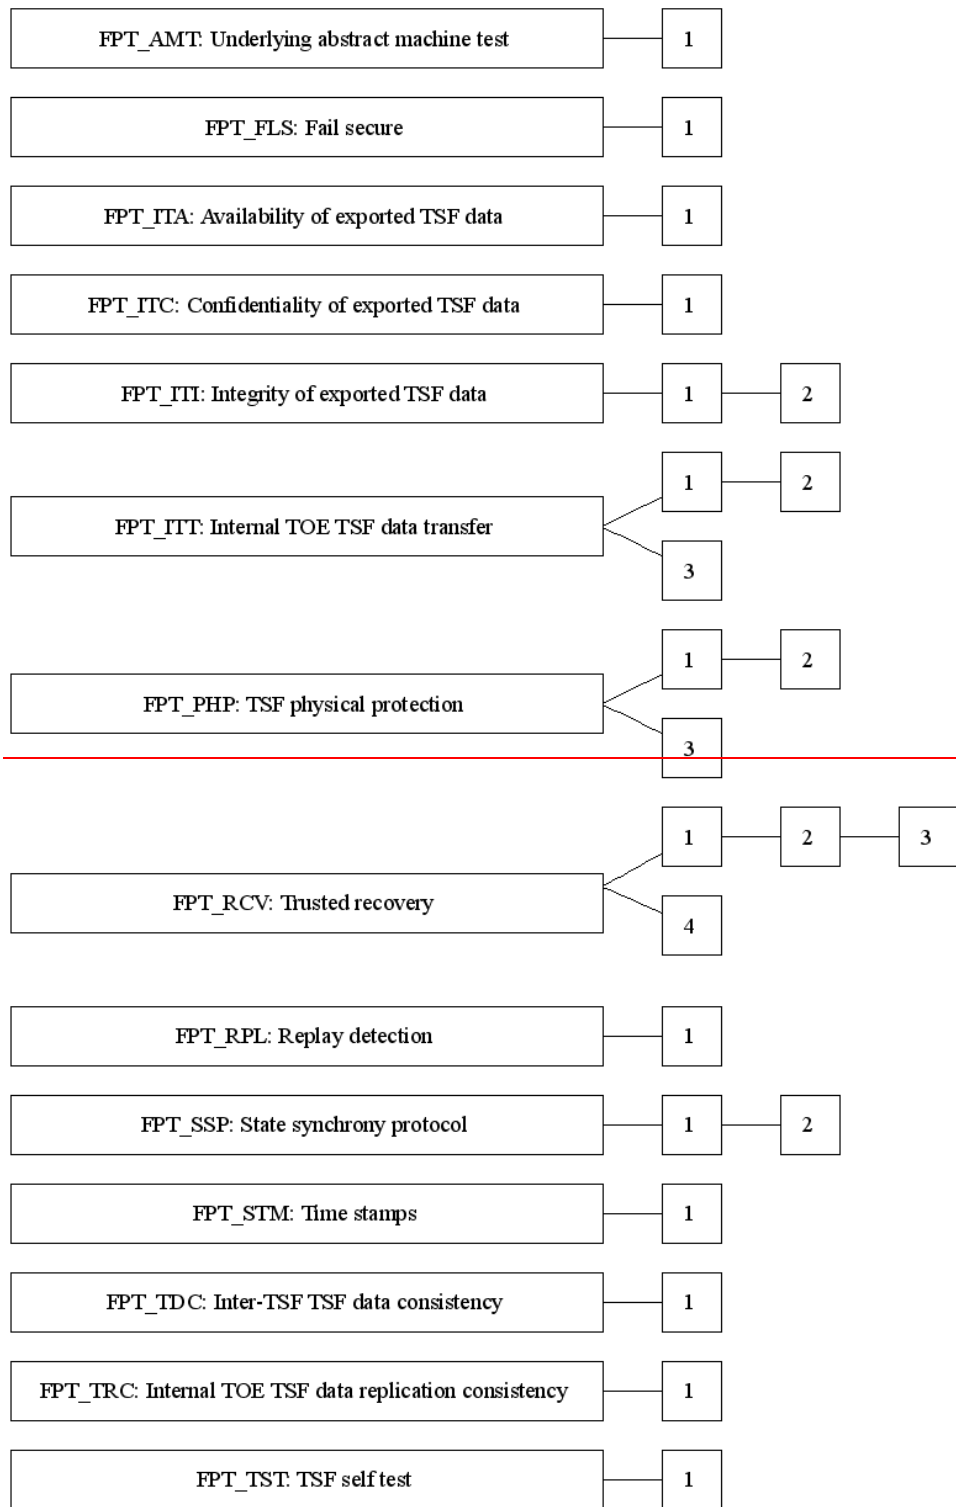 FPT_AMT: Underlying abstract machine test 1
FPT_FLS: Fail secure 1
FPT_ITA: Availability of exported TSF data 1
FPT_ITC: Confidentiality of exported TSF data 1
FPT_ITI: Integrity of exported TSF data 1 2
1 2
FPT_ITT: Internal TOE TSF data transfer
3
1 2
FPT_PHP: TSF physical protection
3
1 2 3
FPT_RCV: Trusted recovery
4
FPT_RPL: Replay detection 1
FPT_SSP: State synchrony protocol 1 2
FPT_STM: Time stamps 1
FPT_TDC: Inter-TSF TSF data consistency 1
FPT_TRC: Internal TOE TSF data replication consistency 1
FPT_TST: TSF self test 1